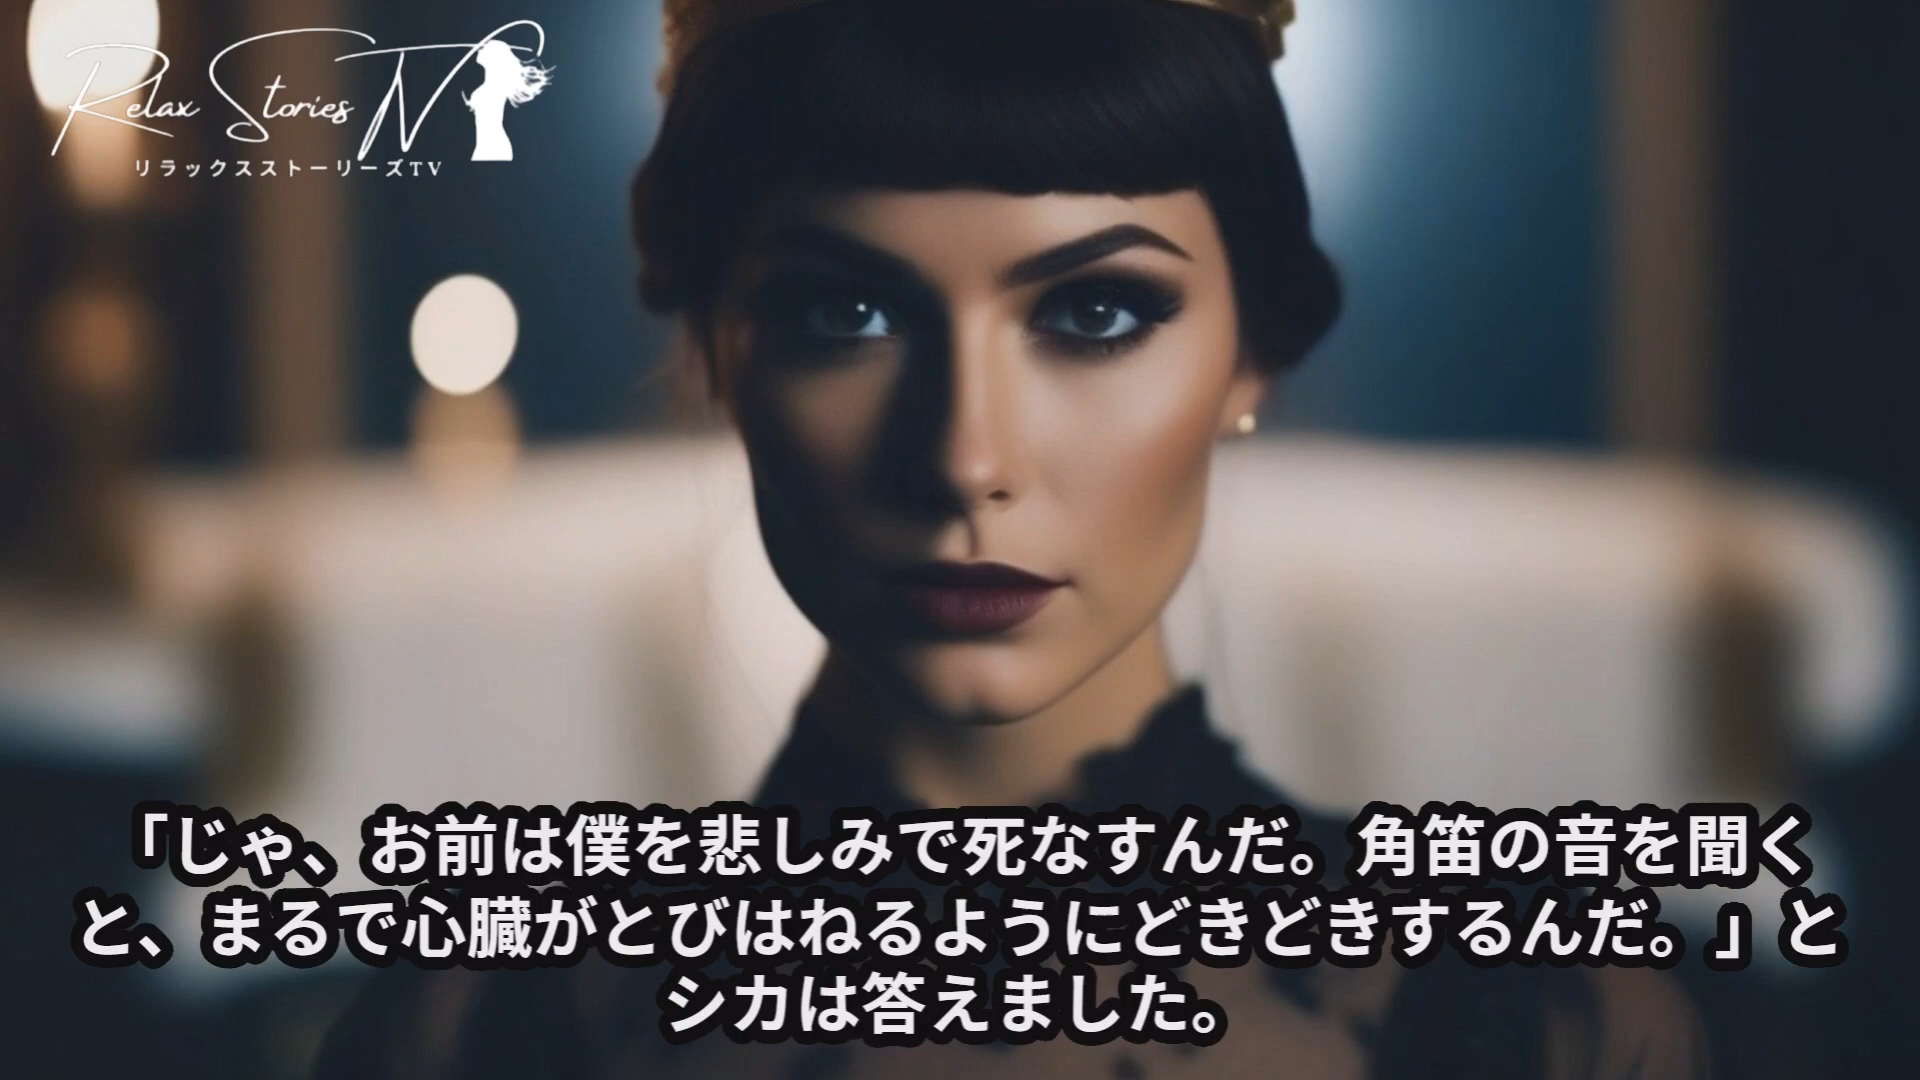 Relax Stories TV
リラックスストーリーズTV
「じゃ、お前は僕を悲しみで死なすんだ。角笛の音を聞く
と、まるで心臓がとびはねるようにどきどきするんだ。」と
シカは答えました。